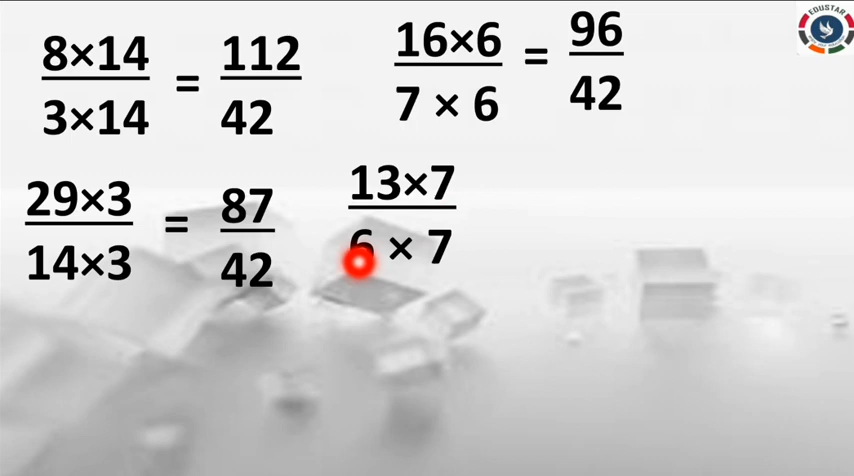 8×14 / 3×14 = 112 / 42
16×6 / 7 × 6 = 96 / 42
29×3 / 14×3 = 87 / 42
13×7 / 6 × 7
EDUSTAR